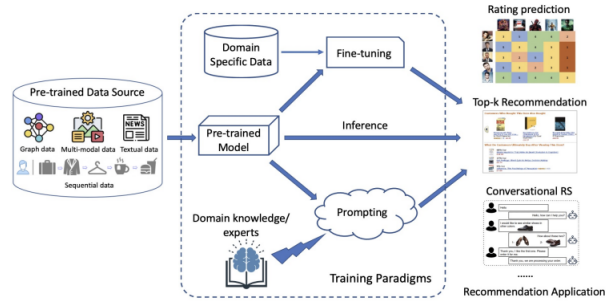 Rating prediction
Domain
Specific Data
Fine-tuning
Pre-trained Data Source
NEWS
Graph data
Multi-modal data
Textual data
Sequential data
Pre-trained
Model
Inference
Top-k Recommendation
Conversational RS
Domain knowledge/
experts
Prompting
Training Paradigms
......
Recommendation Application